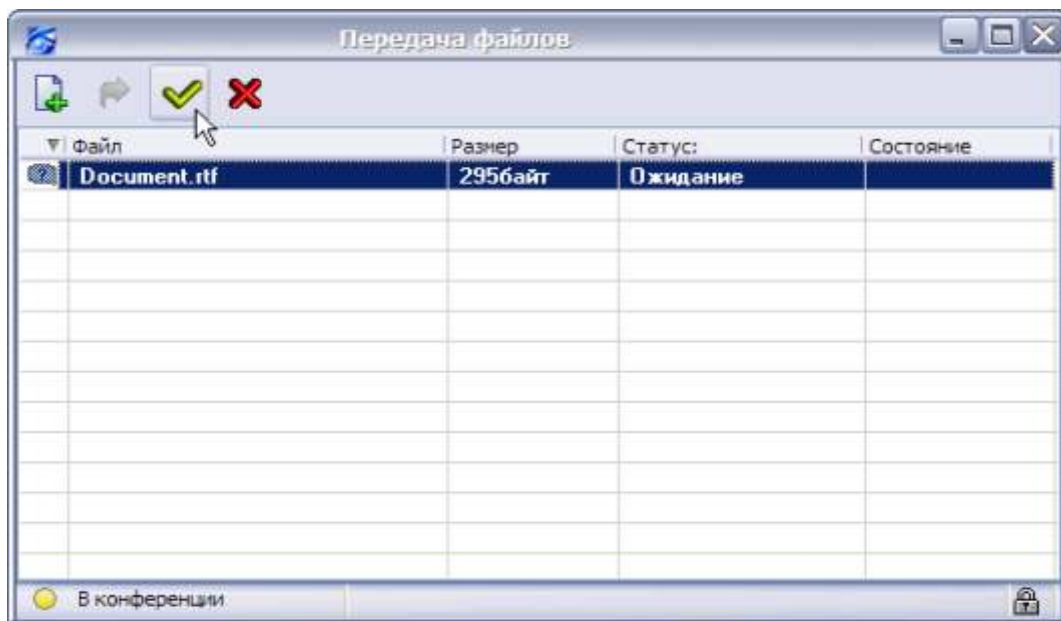 Передача файлов
Файл Размер Статус: Состояние
Document.rtf 295байт Ожидание
В конференции